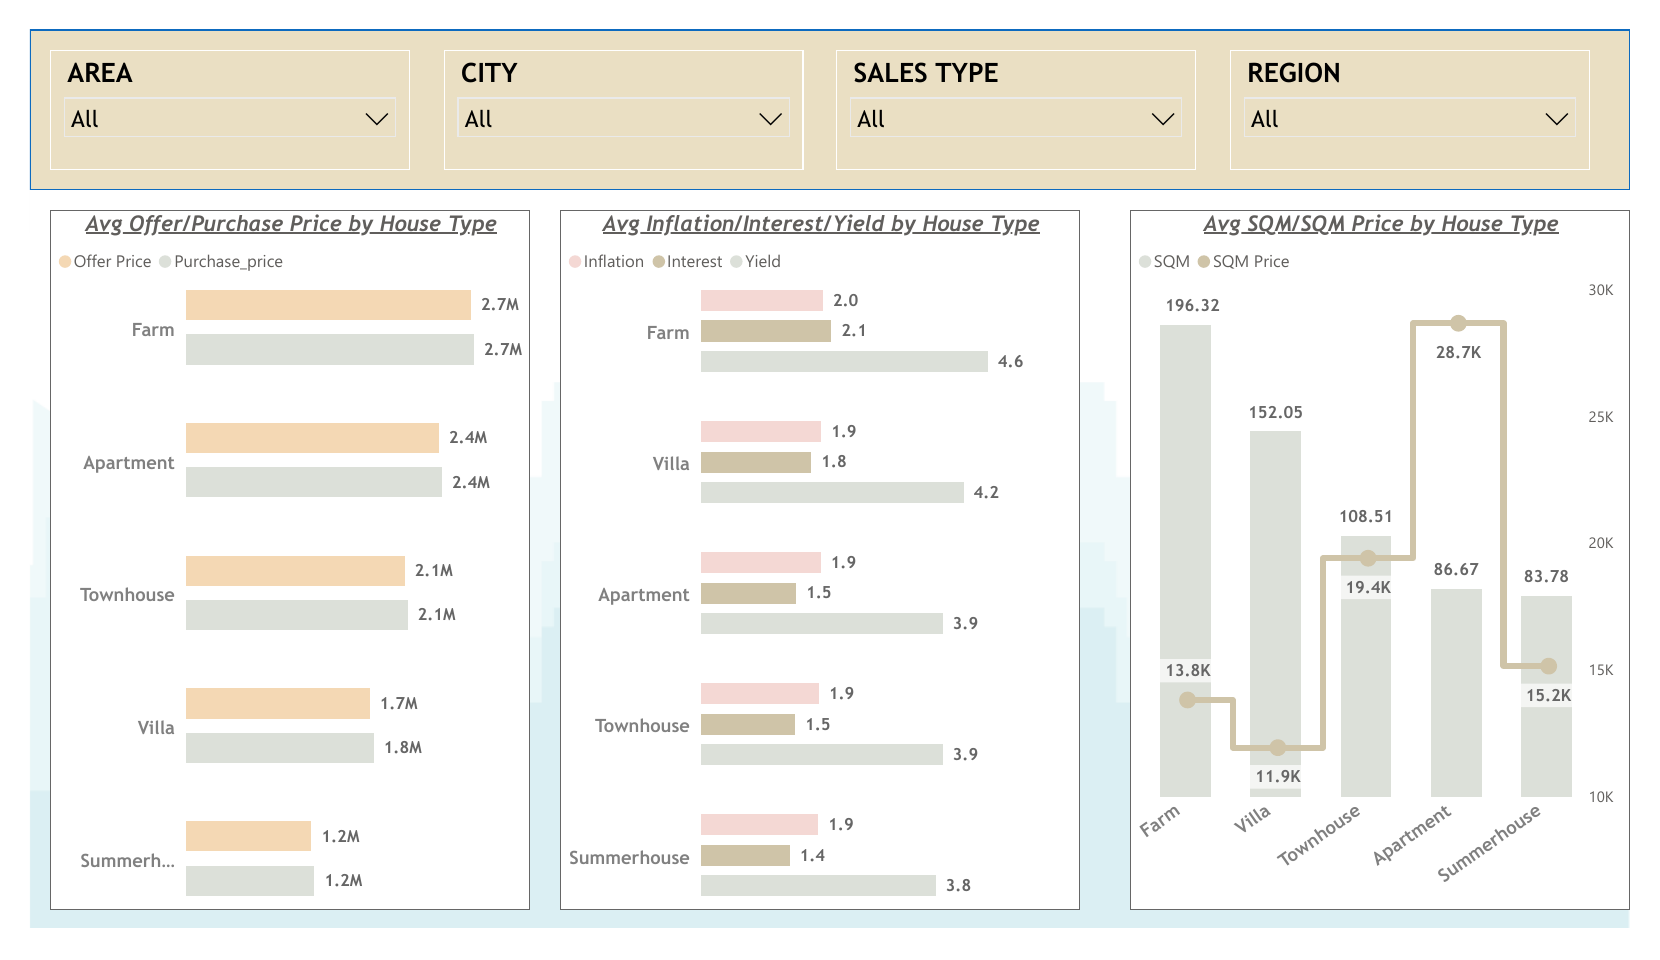 AREA
All
CITY
All
SALES TYPE
All
REGION
All
Avg Offer/Purchase Price by House Type
Offer Price Purchase_price
Farm
2.7M
2.7M
Apartment
2.4M
2.4M
Townhouse
2.1M
2.1M
Villa
1.7M
1.8M
Summerh...
1.2M
1.2M
Avg Inflation/Interest/Yield by House Type
Inflation Interest Yield
Farm
2.0
2.1
4.6
Villa
1.9
1.8
4.2
Apartment
1.9
1.5
3.9
Townhouse
1.9
1.5
3.9
Summerhouse
1.9
1.4
3.8
Avg SQM/SQM Price by House Type
SQM SQM Price
30K
25K
20K
15K
10K
196.32
152.05
108.51
86.67
83.78
13.8K
11.9K
19.4K
28.7K
15.2K
Farm
Villa
Townhouse
Apartment
Summerhouse